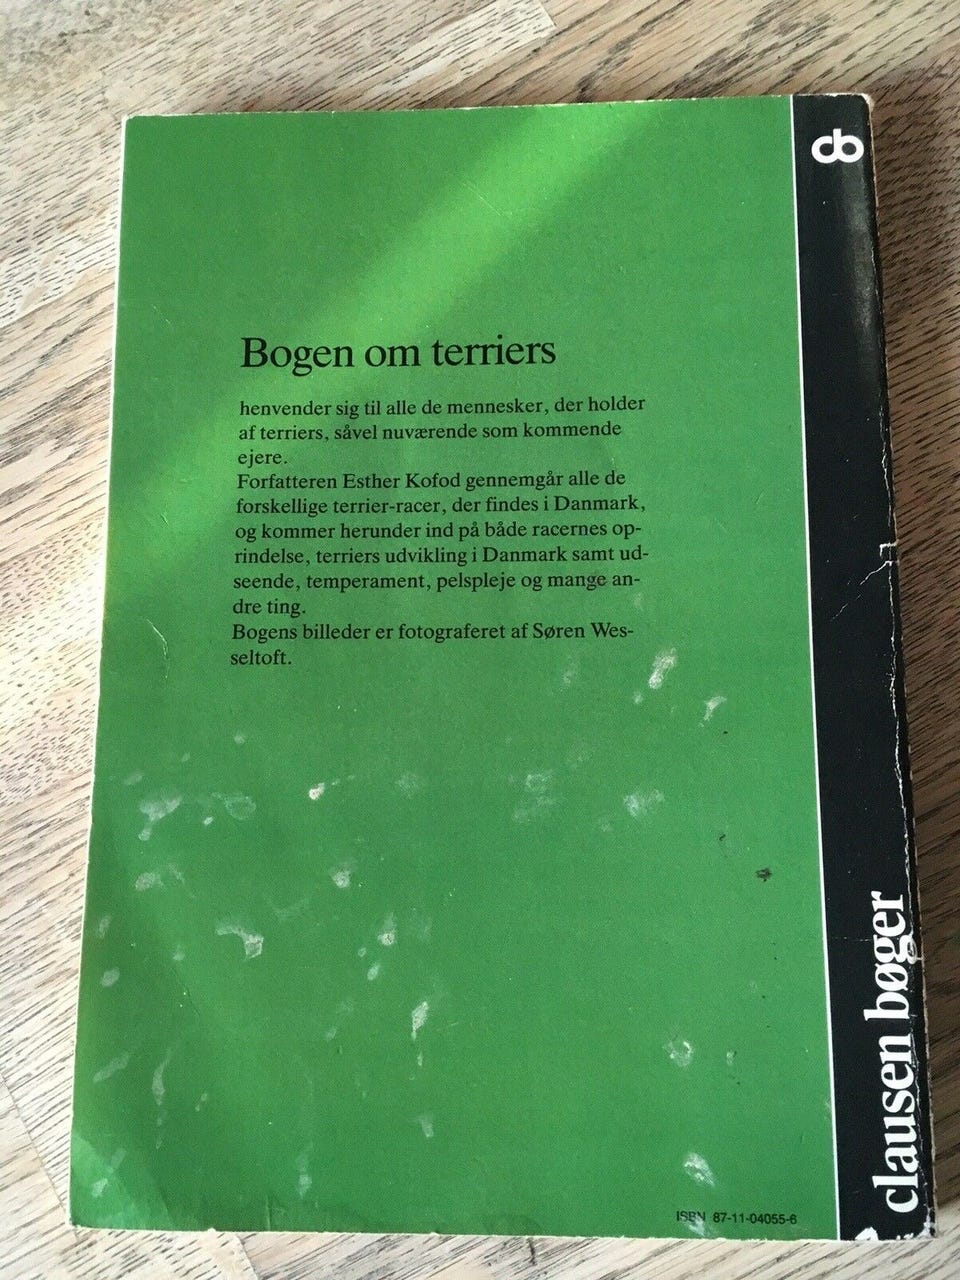 cb
Bogen om terriers
henvender sig til alle de mennesker, der holder
af terriers, såvel nuværende som kommende
ejere.
Forfatteren Esther Kofod gennemgår alle de
forskellige terrier-racer, der findes i Danmark,
og kommer herunder ind på både racernes op-
rindelse, terriers udvikling i Danmark samt ud-
seende, temperament, pelspleje og mange an-
dre ting.
Bogens billeder er fotograferet af Søren Wes-
seltoft.
clausen bøger
ISBN 87-11-04055-6